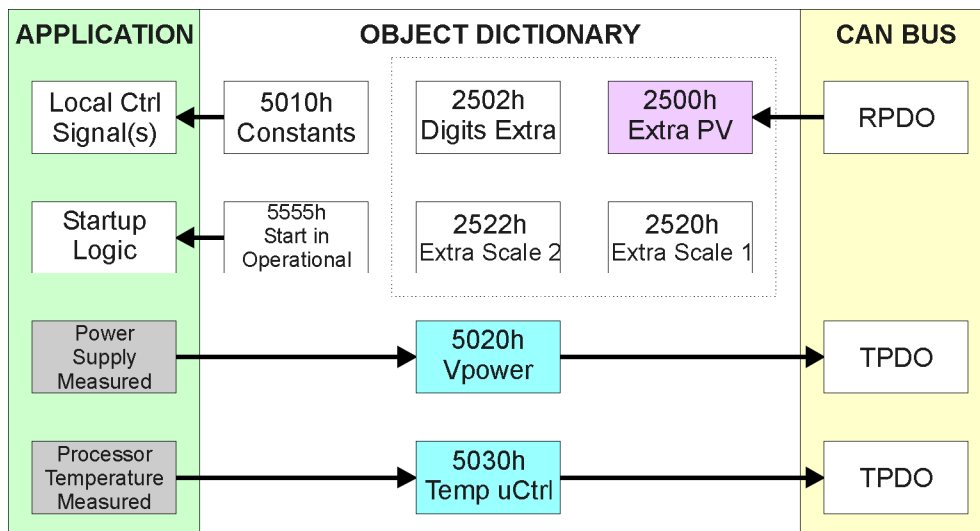 APPLICATION
OBJECT DICTIONARY
CAN BUS
Local Ctrl
Signal(s)
5010h
Constants
2502h
Digits Extra
2500h
Extra PV
RPDO
Startup
Logic
5555h
Start in
Operational
2522h
Extra Scale 2
2520h
Extra Scale 1
Power
Supply
Measured
5020h
Vpower
TPDO
Processor
Temperature
Measured
5030h
Temp uCtrl
TPDO